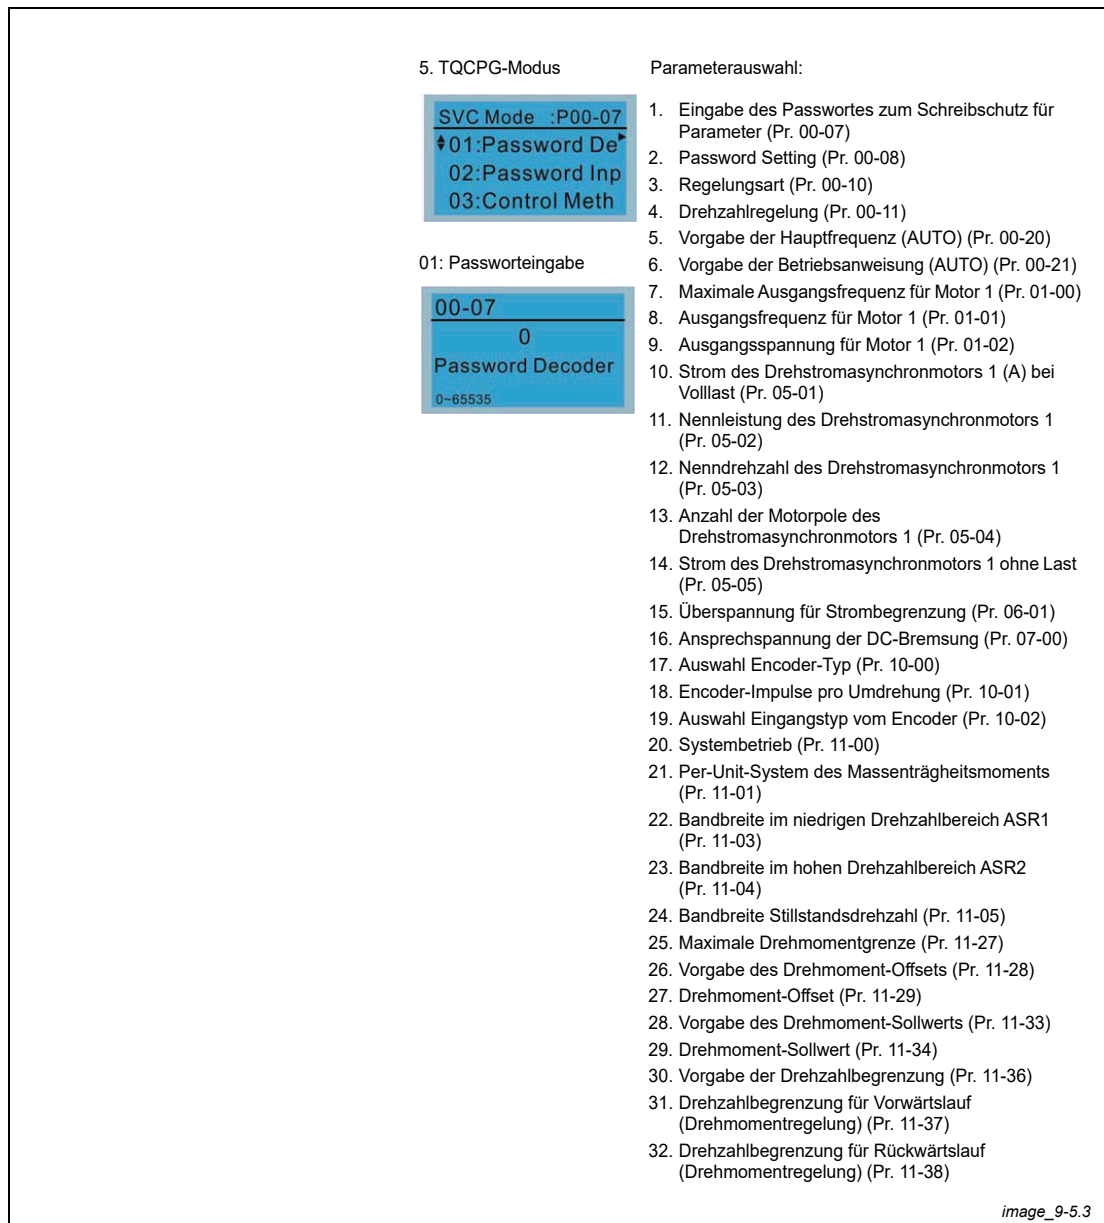 5. TQCPG-Modus
SVC Mode :P00-07
01:Password De
02:Password Inp
03:Control Meth
01: Passworteingabe
00-07
0
Password Decoder
0~65535
Parameterauswahl:
1. Eingabe des Passwortes zum Schreibschutz für
Parameter (Pr. 00-07)
2. Password Setting (Pr. 00-08)
3. Regelungsart (Pr. 00-10)
4. Drehzahlregelung (Pr. 00-11)
5. Vorgabe der Hauptfrequenz (AUTO) (Pr. 00-20)
6. Vorgabe der Betriebsanweisung (AUTO) (Pr. 00-21)
7. Maximale Ausgangsfrequenz für Motor 1 (Pr. 01-00)
8. Ausgangsfrequenz für Motor 1 (Pr. 01-01)
9. Ausgangsspannung für Motor 1 (Pr. 01-02)
10. Strom des Drehstromasynchronmotors 1 (A) bei
Volllast (Pr. 05-01)
11. Nennleistung des Drehstromasynchronmotors 1
(Pr. 05-02)
12. Nenndrehzahl des Drehstromasynchronmotors 1
(Pr. 05-03)
13. Anzahl der Motorpole des
Drehstromasynchronmotors 1 (Pr. 05-04)
14. Strom des Drehstromasynchronmotors 1 ohne Last
(Pr. 05-05)
15. Überspannung für Strombegrenzung (Pr. 06-01)
16. Ansprechspannung der DC-Bremsung (Pr. 07-00)
17. Auswahl Encoder-Typ (Pr. 10-00)
18. Encoder-Impulse pro Umdrehung (Pr. 10-01)
19. Auswahl Eingangstyp vom Encoder (Pr. 10-02)
20. Systembetrieb (Pr. 11-00)
21. Per-Unit-System des Massenträgheitsmoments
(Pr. 11-01)
22. Bandbreite im niedrigen Drehzahlbereich ASR1
(Pr. 11-03)
23. Bandbreite im hohen Drehzahlbereich ASR2
(Pr. 11-04)
24. Bandbreite Stillstandsdrehzahl (Pr. 11-05)
25. Maximale Drehmomentgrenze (Pr. 11-27)
26. Vorgabe des Drehmoment-Offsets (Pr. 11-28)
27. Drehmoment-Offset (Pr. 11-29)
28. Vorgabe des Drehmoment-Sollwerts (Pr. 11-33)
29. Drehmoment-Sollwert (Pr. 11-34)
30. Vorgabe der Drehzahlbegrenzung (Pr. 11-36)
31. Drehzahlbegrenzung für Vorwärtslauf
(Drehmomentregelung) (Pr. 11-37)
32. Drehzahlbegrenzung für Rückwärtslauf
(Drehmomentregelung) (Pr. 11-38)
image_9-5.3